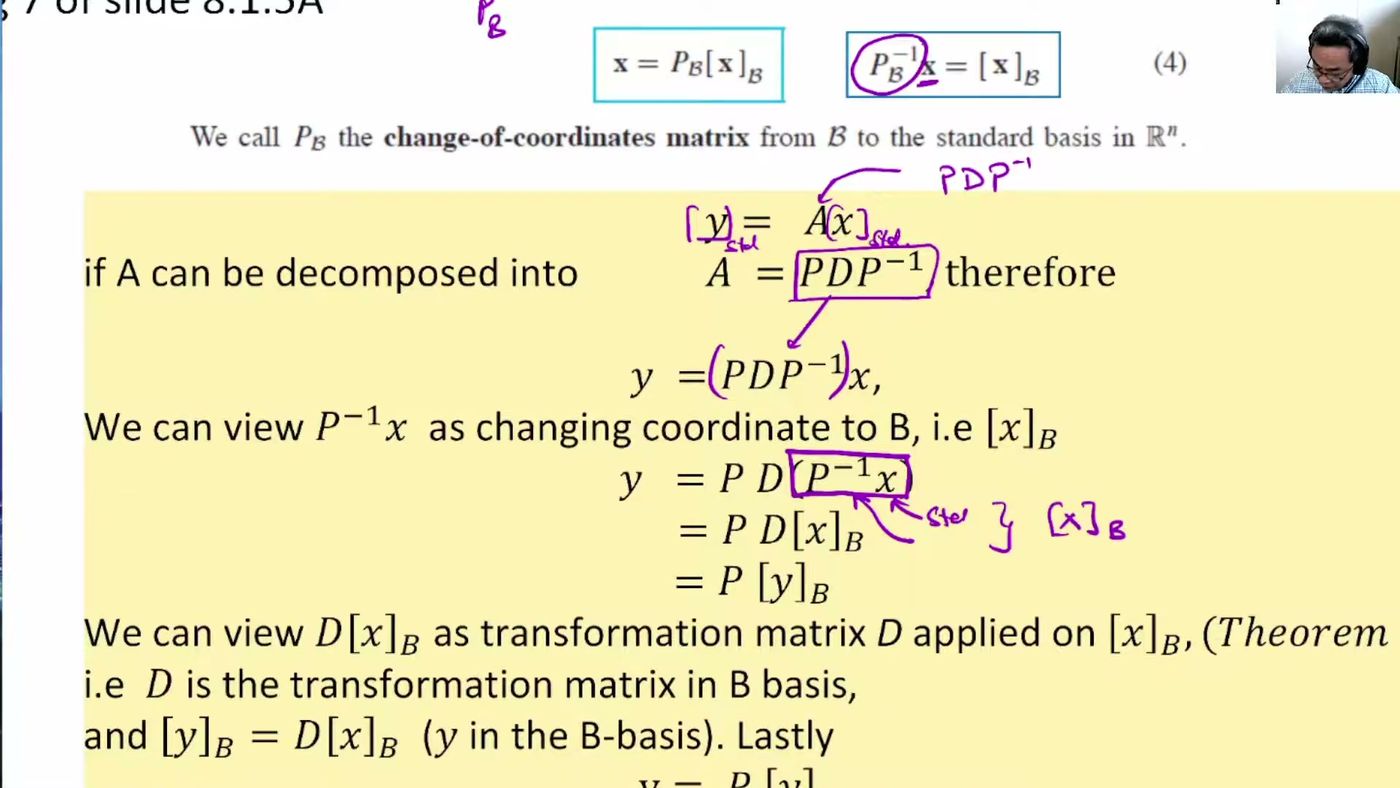 7 of slide 8.1.5A
P_B
x = P_B[x]_B P_B^{-1}x = [x]_B (4)
We call P_B the change-of-coordinates matrix from B to the standard basis in ℝⁿ.
PDP⁻¹
[y]_std = A[x]_std.
if A can be decomposed into A = PDP⁻¹ therefore
y = (PDP⁻¹)x,
We can view P⁻¹x as changing coordinate to B, i.e [x]_B
y = P D(P⁻¹x)
= P D[x]_B std } [x]_B
= P [y]_B
We can view D[x]_B as transformation matrix D applied on [x]_B, (Theorem
i.e D is the transformation matrix in B basis,
and [y]_B = D[x]_B (y in the B-basis). Lastly
y = P [y]